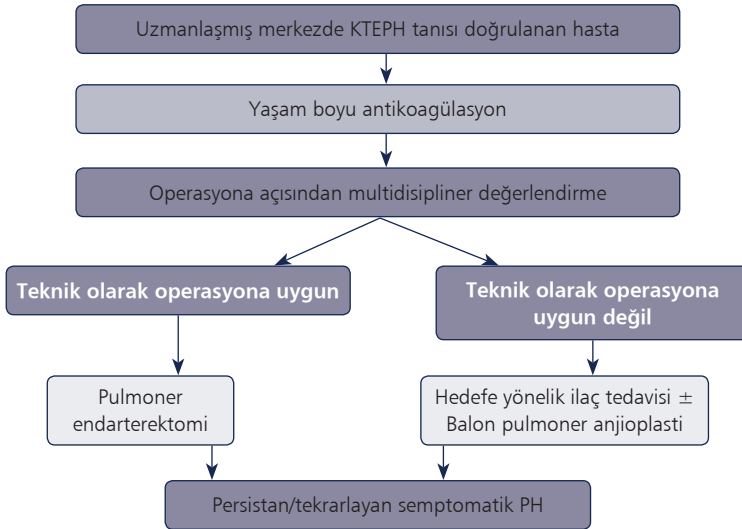 Uzmanlaşmış merkezde KTEPH tanısı doğrulanan hasta
Yaşam boyu antikoagülasyon
Operasyona açısından multidisipliner değerlendirme
Teknik olarak operasyona uygun
Teknik olarak operasyona
uygun değil
Pulmoner
endarterektomi
Hedefe yönelik ilaç tedavisi ±
Balon pulmoner anjioplasti
Persistan/tekrarlayan semptomatik PH